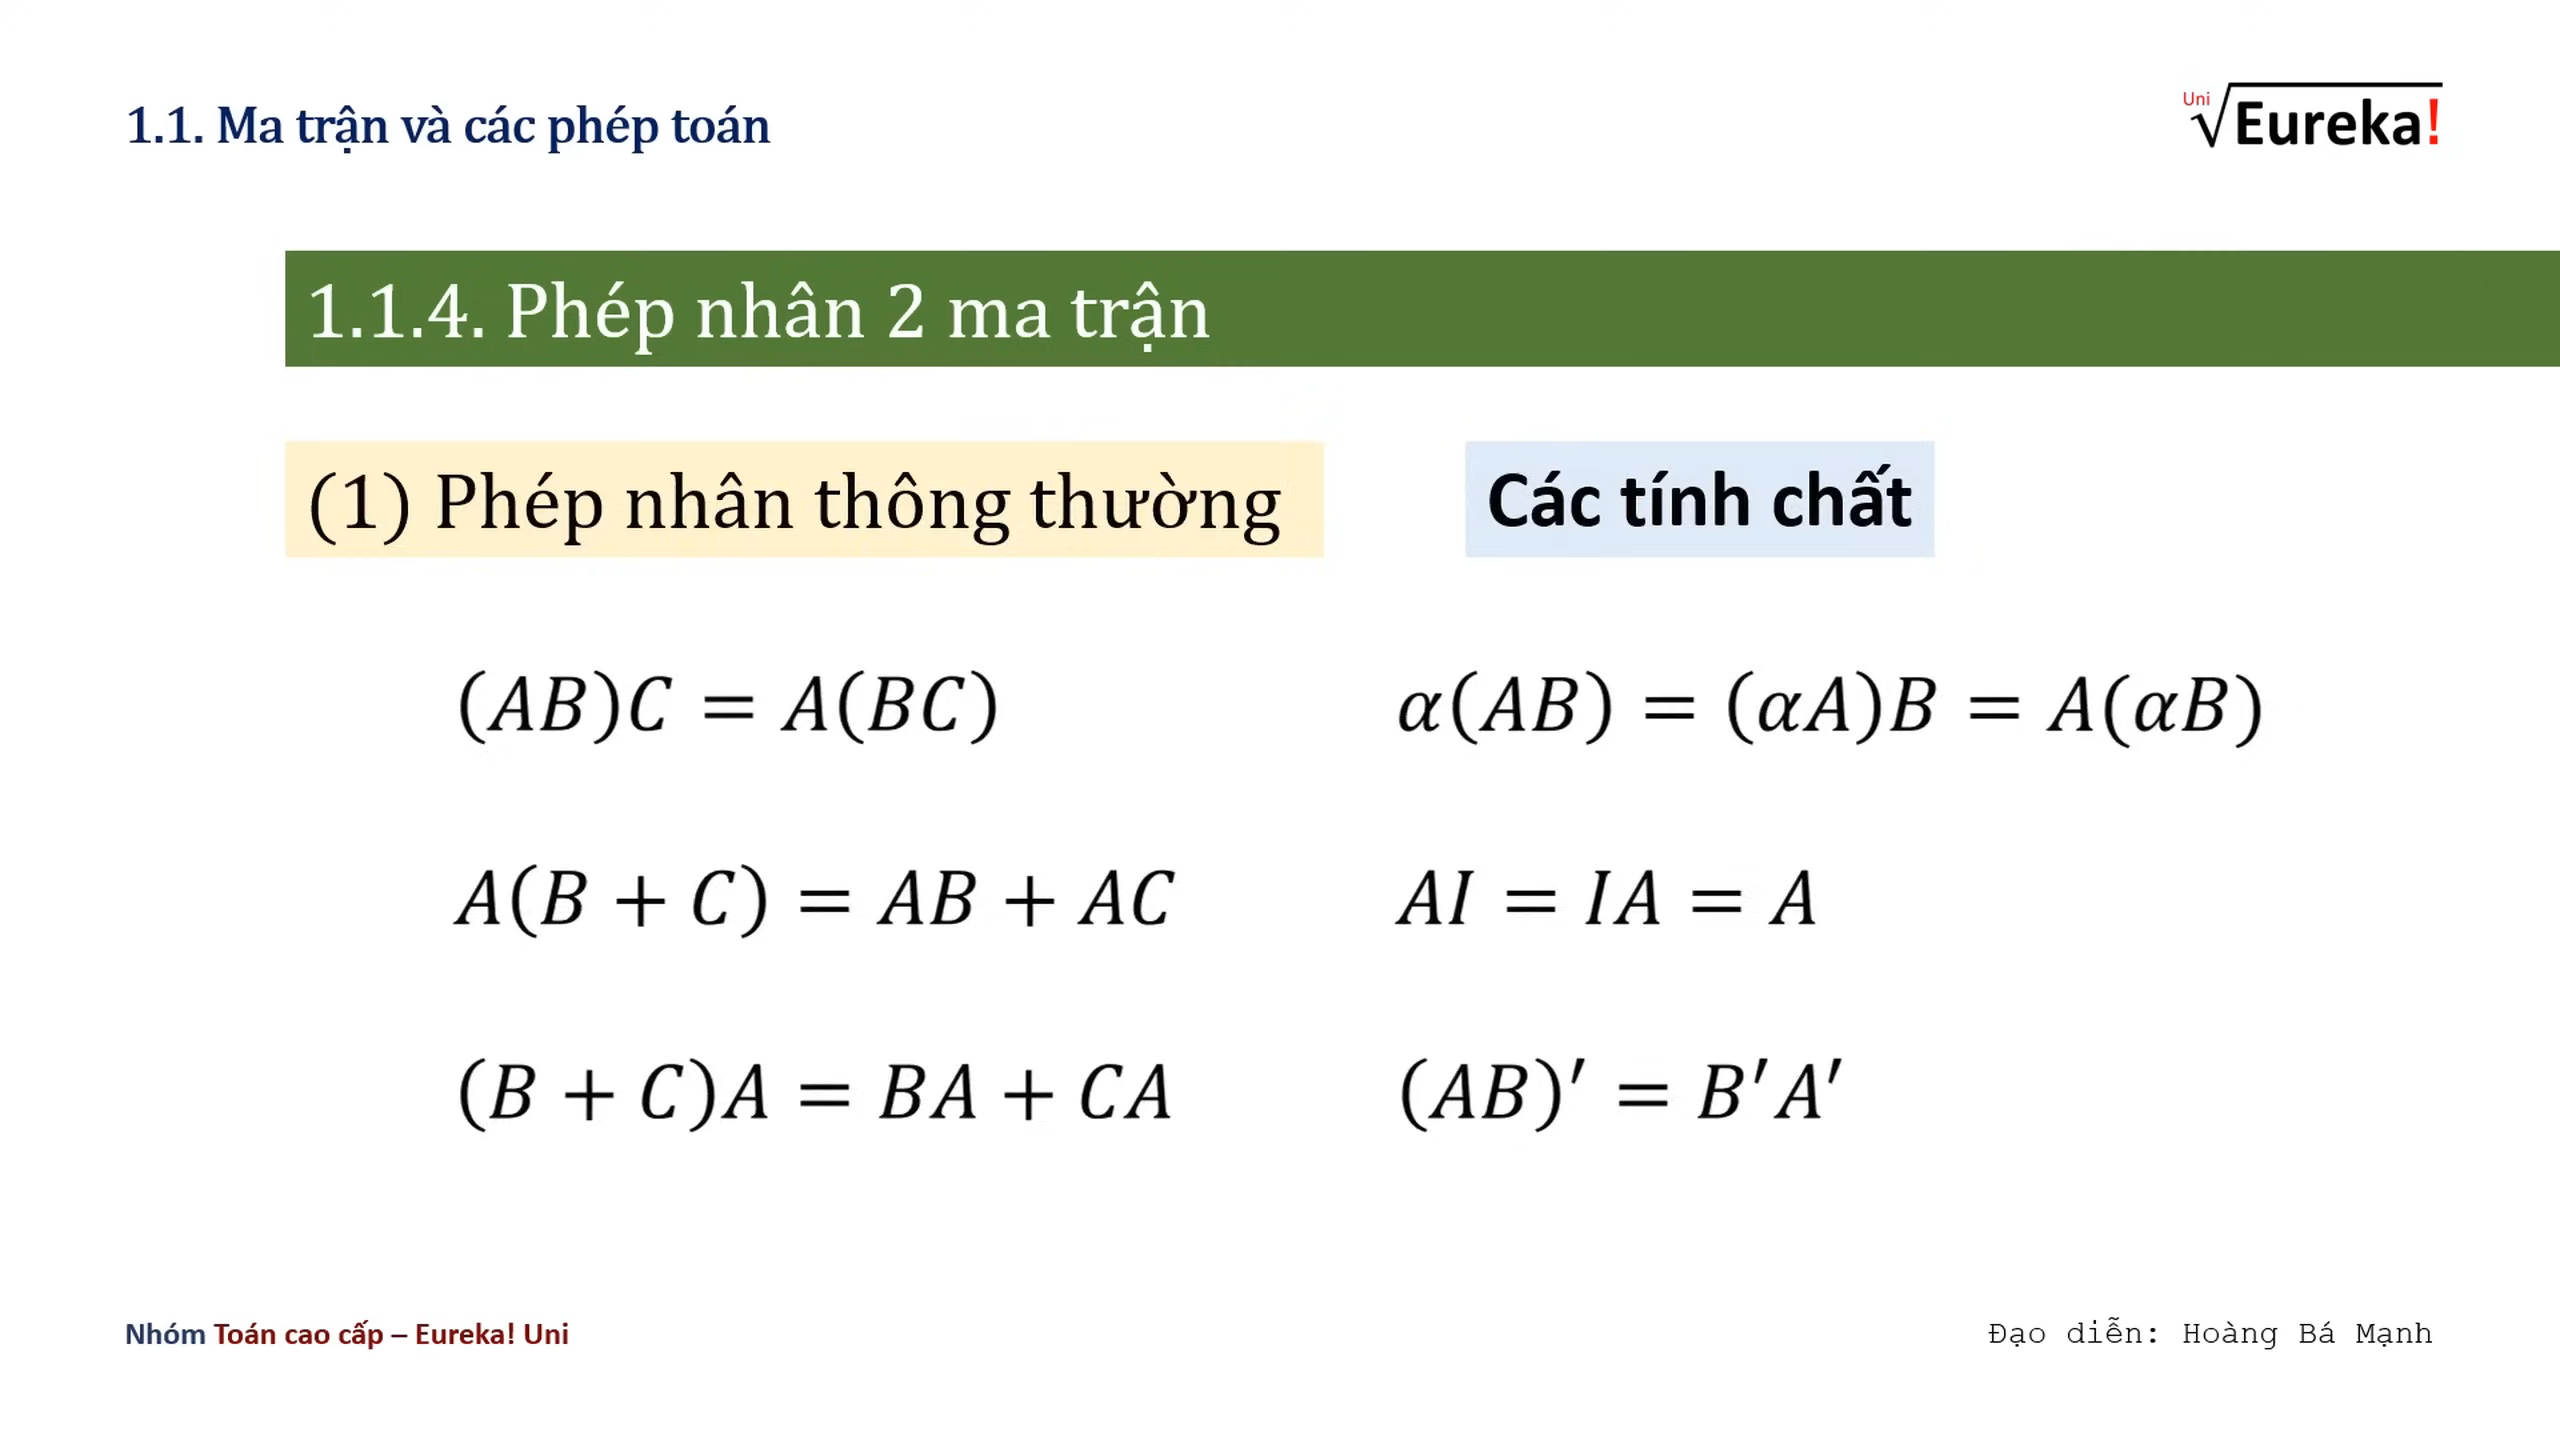 1.1. Ma trận và các phép toán
Uni
√Eureka!
1.1.4. Phép nhân 2 ma trận
(1) Phép nhân thông thường
Các tính chất
(AB)C = A(BC)
α(AB) = (αA)B = A(αB)
A(B + C) = AB + AC
AI = IA = A
(B + C)A = BA + CA
(AB)′ = B′A′
Nhóm Toán cao cấp – Eureka! Uni
Đạo diễn: Hoàng Bá Mạnh